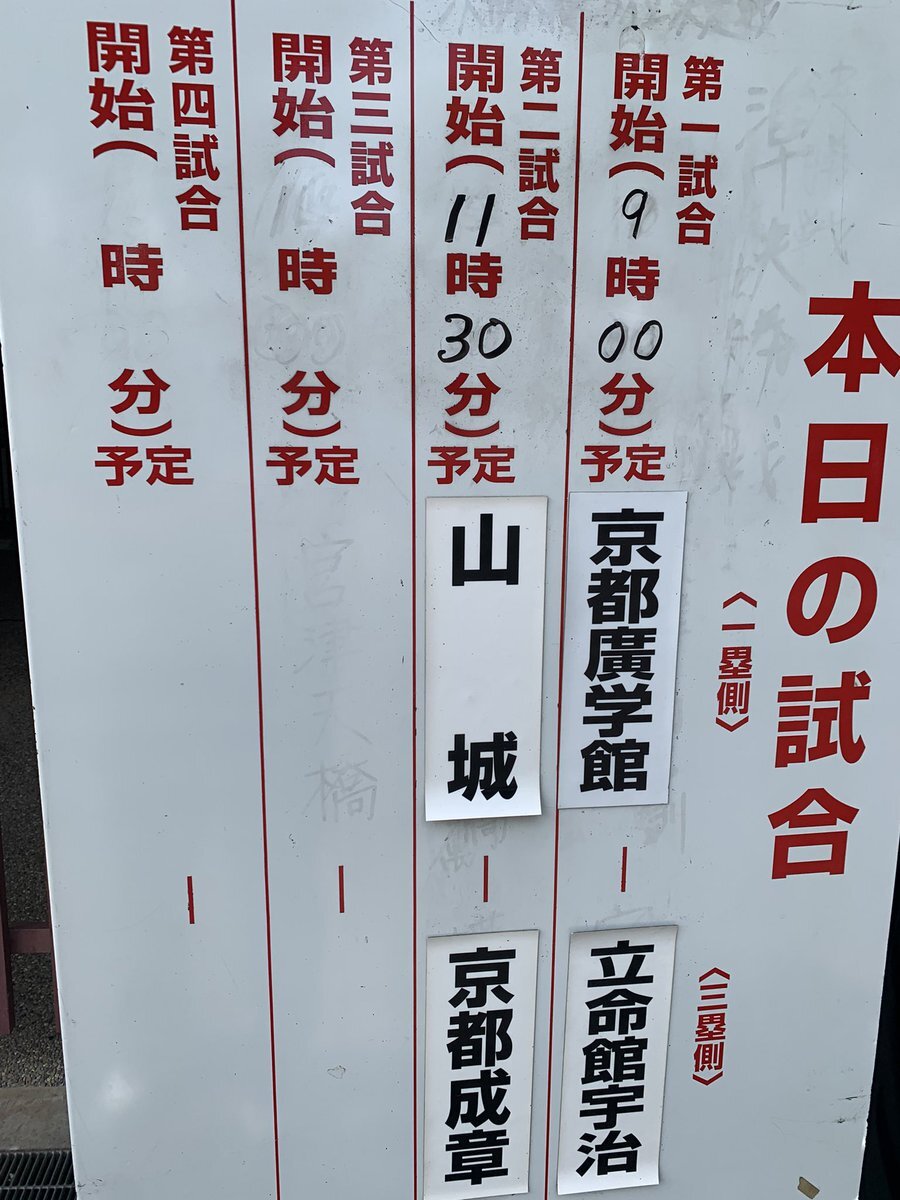 本日の試合
〈一塁側〉
〈三塁側〉
第一試合
開始(9時00分)予定
京都廣学館
ー
立命館宇治
第二試合
開始(11時30分)予定
山城
ー
京都成章
第三試合
開始( 時 分)予定
宮津天橋
ー
第四試合
開始( 時 分)予定
ー